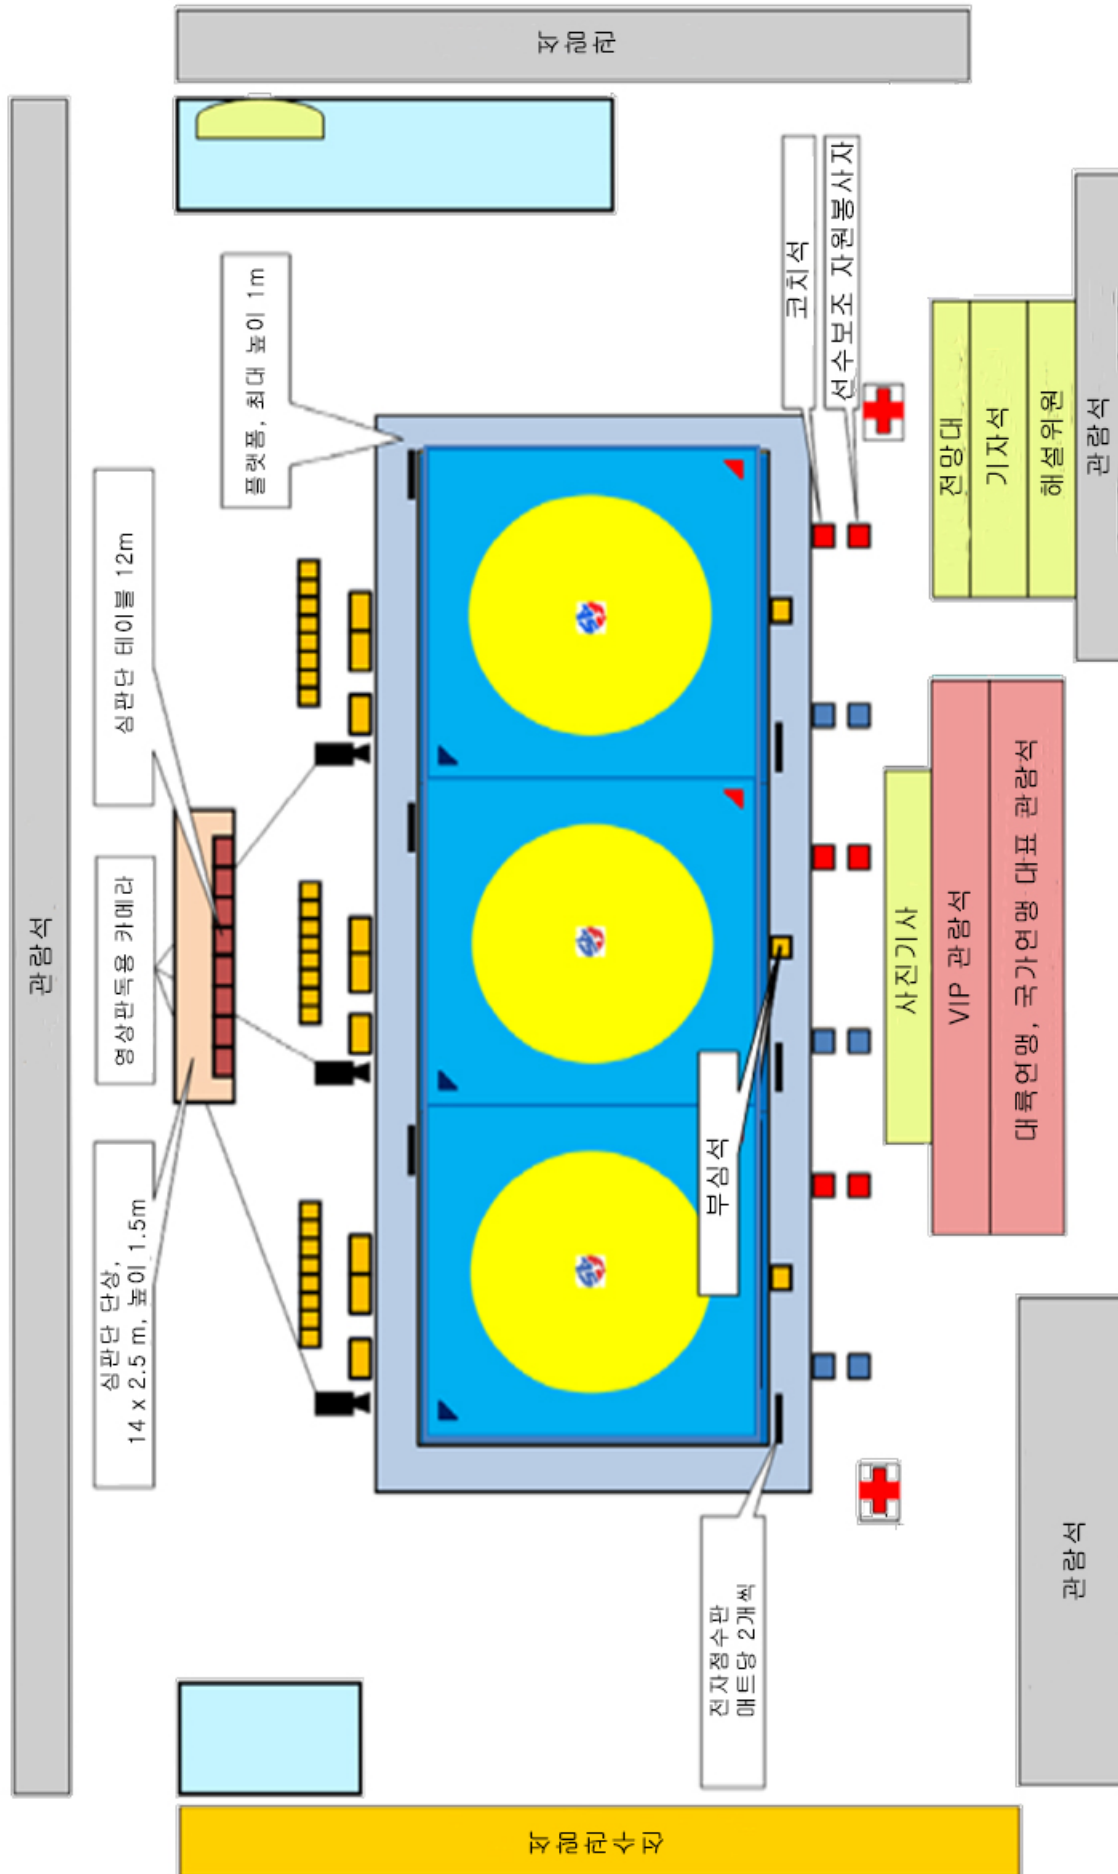 관람석
관람석
심판단 단상,
14 x 2.5 m, 높이 1.5m
영상판독용 카메라
심판단 테이블 12m
플랫폼, 최대 높이 1m
전자점수판
매트당 2개씩
부심석
코치석
선수보조 자원봉사자
사진기사
VIP 관람석
대륙연맹, 국가연맹 대표 관람석
전망대
기자석
해설위원
관람석
관람석
선수관람석